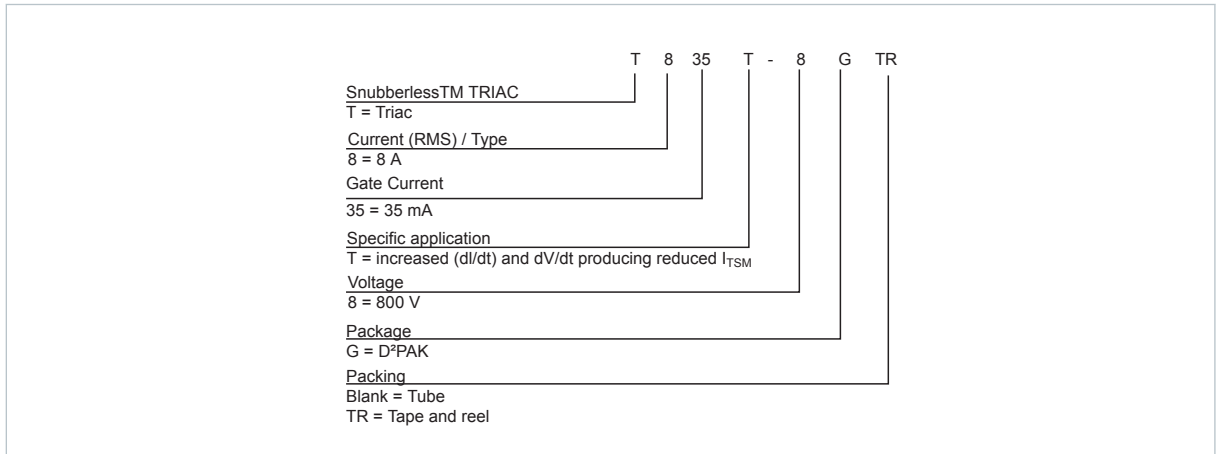 T 8 35 T - 8 G TR
SnubberlessTM TRIAC
T = Triac
Current (RMS) / Type
8 = 8 A
Gate Current
35 = 35 mA
Specific application
T = increased (dI/dt) and dV/dt producing reduced ITSM
Voltage
8 = 800 V
Package
G = D²PAK
Packing
Blank = Tube
TR = Tape and reel